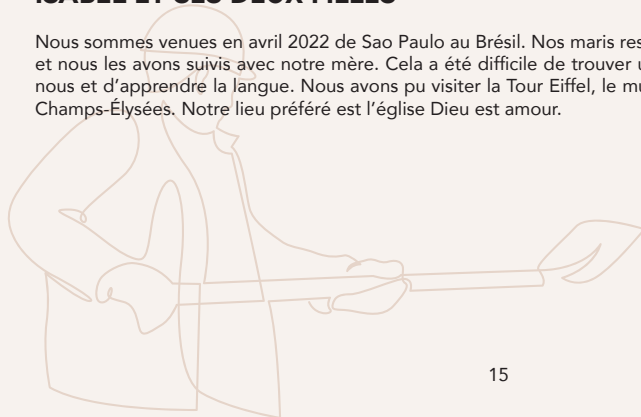 ISABEL ET SES DEUX FILLES
Nous sommes venues en avril 2022 de Sao Paulo au Brésil. Nos maris res
et nous les avons suivis avec notre mère. Cela a été difficile de trouver u
nous et d’apprendre la langue. Nous avons pu visiter la Tour Eiffel, le mu
Champs-Élysées. Notre lieu préféré est l’église Dieu est amour.
15